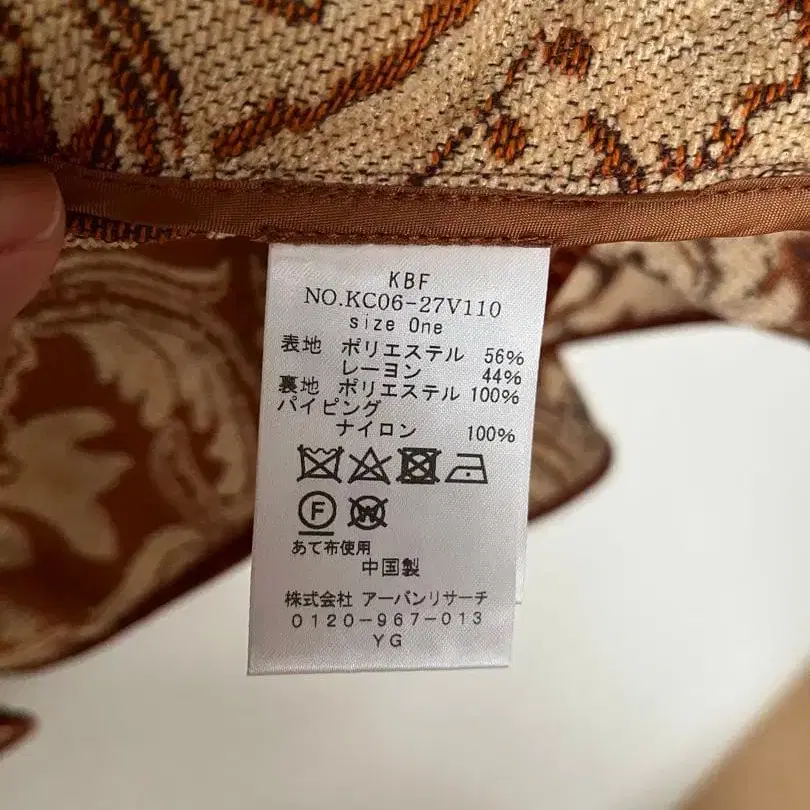 KBF
NO.KC06-27V110
size One
表地 ポリエステル 56%
レーヨン 44%
裏地 ポリエステル 100%
パイピング
ナイロン 100%
F
W
あて布使用
中国製
株式会社 アーバンリサーチ
0120-967-013
YG